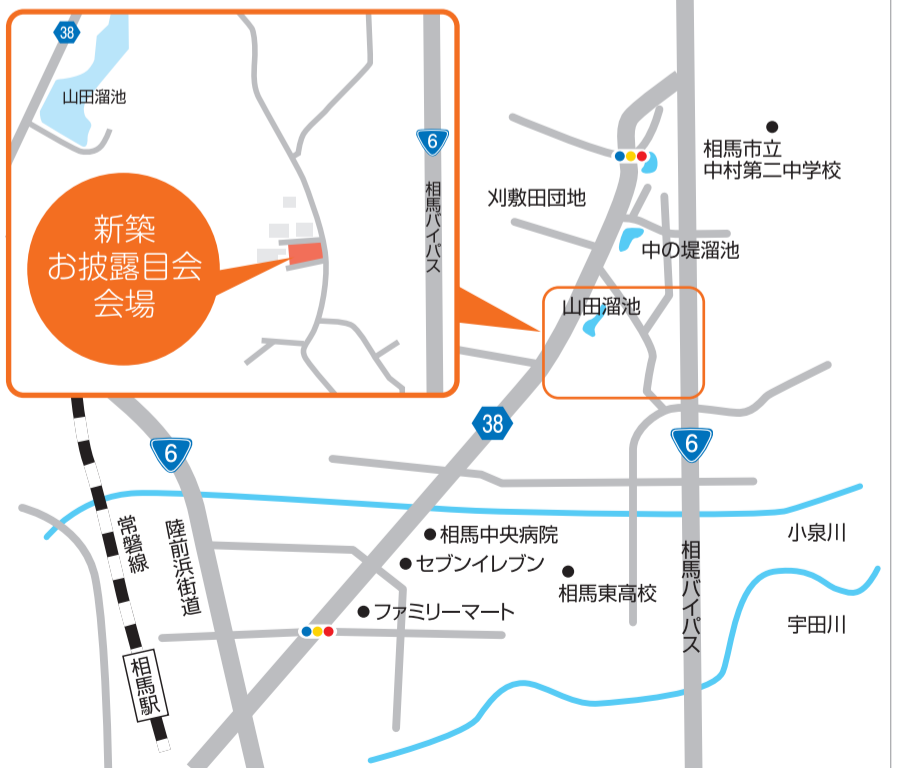 38
山田溜池
6
相馬バイパス
新築
お披露目会
会場
相馬市立
中村第二中学校
刈敷田団地
中の堤溜池
山田溜池
38
6
6
常磐線
陸前浜街道
相馬中央病院
セブンイレブン
ファミリーマート
相馬東高校
相馬バイパス
小泉川
宇田川
相馬駅